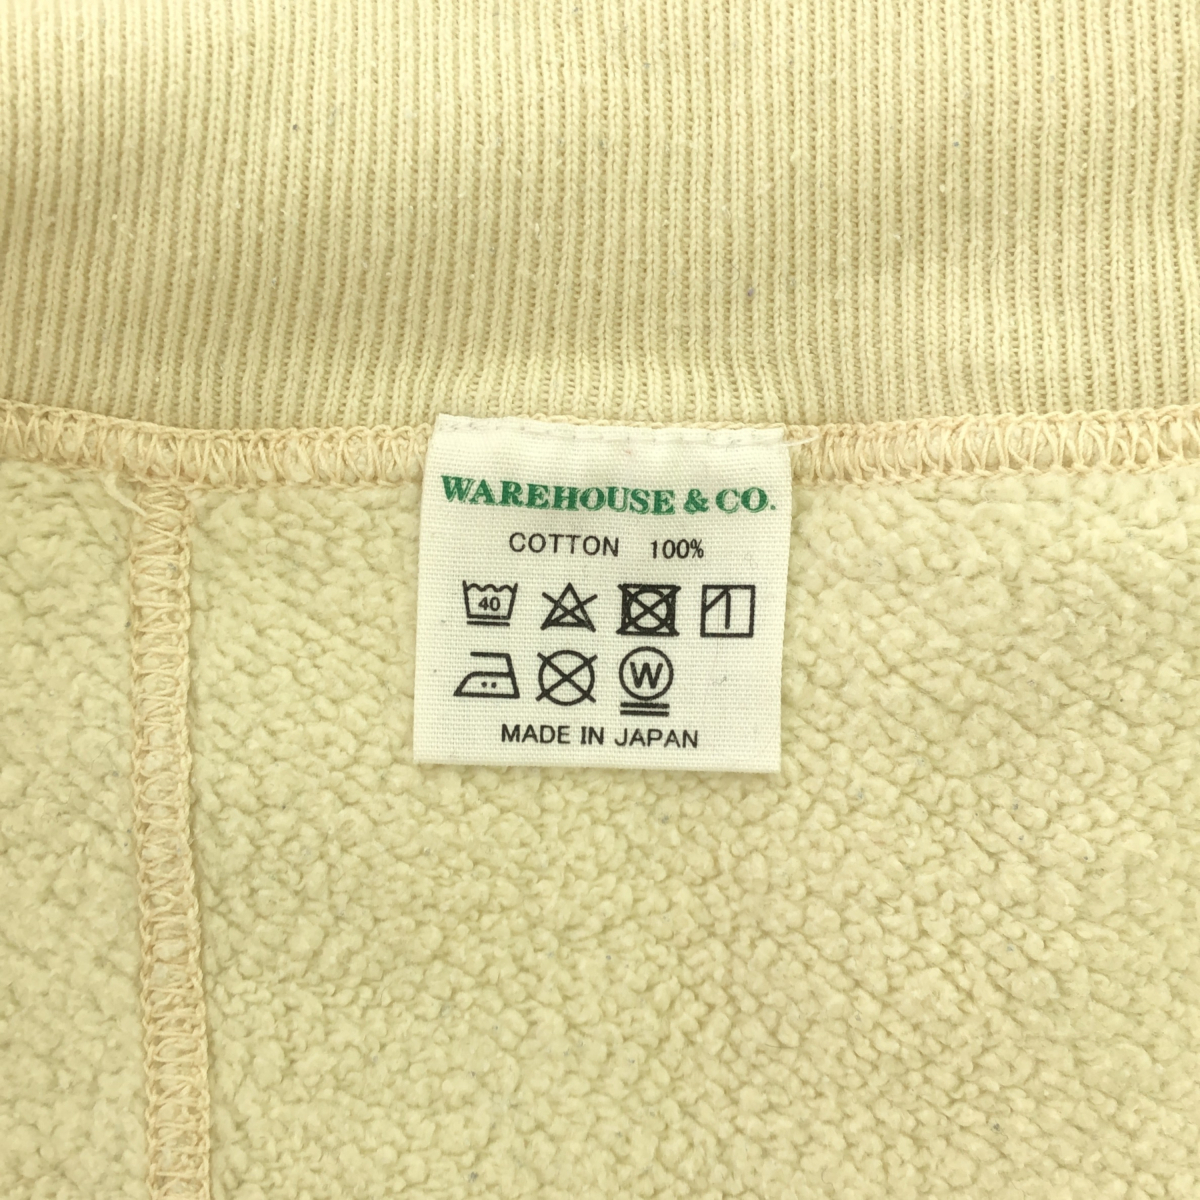 WAREHOUSE & CO.
COTTON 100%
40
W
MADE IN JAPAN